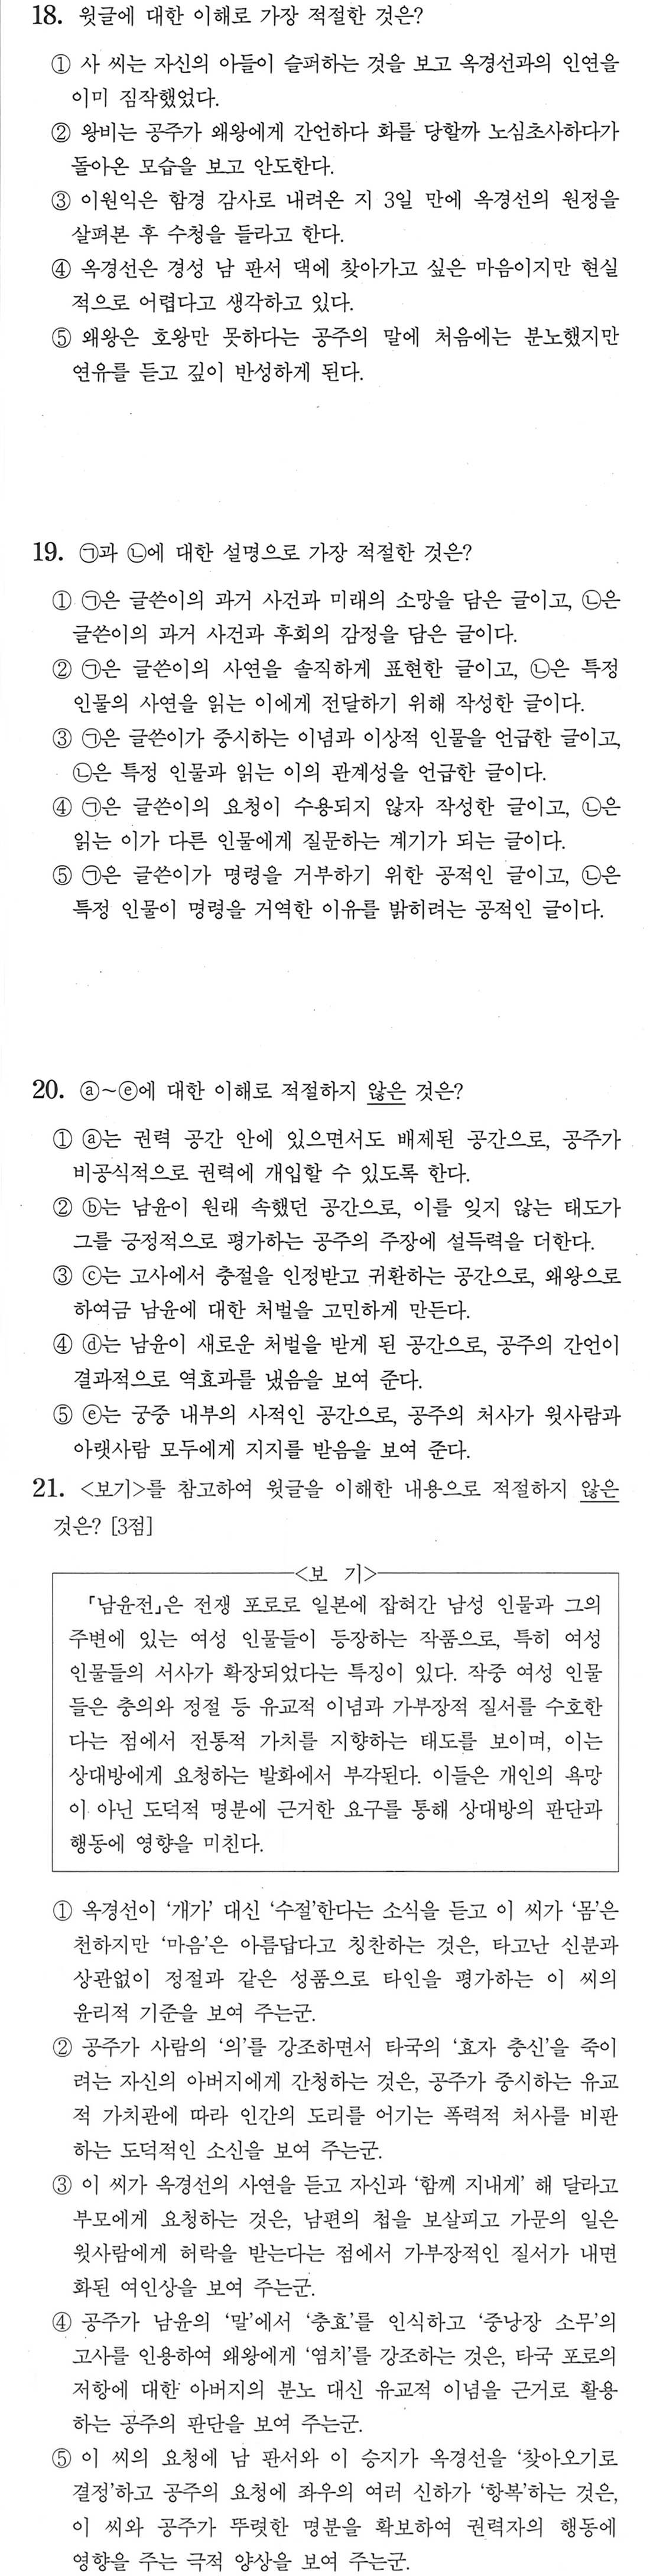 18. 윗글에 대한 이해로 가장 적절한 것은?
① 사 씨는 자신의 아들이 슬퍼하는 것을 보고 옥경선과의 인연을
이미 짐작했었다.
② 왕비는 공주가 왜왕에게 간언하다 화를 당할까 노심초사하다가
돌아온 모습을 보고 안도한다.
③ 이원익은 함경 감사로 내려온 지 3일 만에 옥경선의 원정을
살펴본 후 수청을 들라고 한다.
④ 옥경선은 경성 남 판서 댁에 찾아가고 싶은 마음이지만 현실
적으로 어렵다고 생각하고 있다.
⑤ 왜왕은 호왕만 못하다는 공주의 말에 처음에는 분노했지만
연유를 듣고 깊이 반성하게 된다.
19. ㉠과 ㉡에 대한 설명으로 가장 적절한 것은?
① ㉠은 글쓴이의 과거 사건과 미래의 소망을 담은 글이고, ㉡은
글쓴이의 과거 사건과 후회의 감정을 담은 글이다.
② ㉠은 글쓴이의 사연을 솔직하게 표현한 글이고, ㉡은 특정
인물의 사연을 읽는 이에게 전달하기 위해 작성한 글이다.
③ ㉠은 글쓴이가 중시하는 이념과 이상적 인물을 언급한 글이고,
㉡은 특정 인물과 읽는 이의 관계성을 언급한 글이다.
④ ㉠은 글쓴이의 요청이 수용되지 않자 작성한 글이고, ㉡은
읽는 이가 다른 인물에게 질문하는 계기가 되는 글이다.
⑤ ㉠은 글쓴이가 명령을 거부하기 위한 공적인 글이고, ㉡은
특정 인물이 명령을 거역한 이유를 밝히려는 공적인 글이다.
20. ⓐ~ⓔ에 대한 이해로 적절하지 않은 것은?
① ⓐ는 권력 공간 안에 있으면서도 배제된 공간으로, 공주가
비공식적으로 권력에 개입할 수 있도록 한다.
② ⓑ는 남윤이 원래 속했던 공간으로, 이를 잊지 않는 태도가
그를 긍정적으로 평가하는 공주의 주장에 설득력을 더한다.
③ ⓒ는 고사에서 충절을 인정받고 귀환하는 공간으로, 왜왕으로
하여금 남윤에 대한 처벌을 고민하게 만든다.
④ ⓓ는 남윤이 새로운 처벌을 받게 된 공간으로, 공주의 간언이
결과적으로 역효과를 냈음을 보여 준다.
⑤ ⓔ는 궁중 내부의 사적인 공간으로, 공주의 처사가 윗사람과
아랫사람 모두에게 지지를 받음을 보여 준다.
21. <보기>를 참고하여 윗글을 이해한 내용으로 적절하지 않은
것은? [3점]
<보 기>
「남윤전」은 전쟁 포로로 일본에 잡혀간 남성 인물과 그의
주변에 있는 여성 인물들이 등장하는 작품으로, 특히 여성
인물들의 서사가 확장되었다는 특징이 있다. 작중 여성 인물
들은 충의와 정절 등 유교적 이념과 가부장적 질서를 수호한
다는 점에서 전통적 가치를 지향하는 태도를 보이며, 이는
상대방에게 요청하는 발화에서 부각된다. 이들은 개인의 욕망
이 아닌 도덕적 명분에 근거한 요구를 통해 상대방의 판단과
행동에 영향을 미친다.
① 옥경선이 '개가' 대신 '수절'한다는 소식을 듣고 이 씨가 '몸'은
천하지만 '마음'은 아름답다고 칭찬하는 것은, 타고난 신분과
상관없이 정절과 같은 성품으로 타인을 평가하는 이 씨의
윤리적 기준을 보여 주는군.
② 공주가 사람의 '의'를 강조하면서 타국의 '효자 충신'을 죽이
려는 자신의 아버지에게 간청하는 것은, 공주가 중시하는 유교
적 가치관에 따라 인간의 도리를 어기는 폭력적 처사를 비판
하는 도덕적인 소신을 보여 주는군.
③ 이 씨가 옥경선의 사연을 듣고 자신과 '함께 지내게' 해 달라고
부모에게 요청하는 것은, 남편의 첩을 보살피고 가문의 일은
윗사람에게 허락을 받는다는 점에서 가부장적인 질서가 내면
화된 여인상을 보여 주는군.
④ 공주가 남윤의 '말'에서 '충효'를 인식하고 '중낭장 소무'의
고사를 인용하여 왜왕에게 '염치'를 강조하는 것은, 타국 포로의
저항에 대한 아버지의 분노 대신 유교적 이념을 근거로 활용
하는 공주의 판단을 보여 주는군.
⑤ 이 씨의 요청에 남 판서와 이 승지가 옥경선을 '찾아오기로
결정'하고 공주의 요청에 좌우의 여러 신하가 '항복'하는 것은,
이 씨와 공주가 뚜렷한 명분을 확보하여 권력자의 행동에
영향을 주는 극적 양상을 보여 주는군.